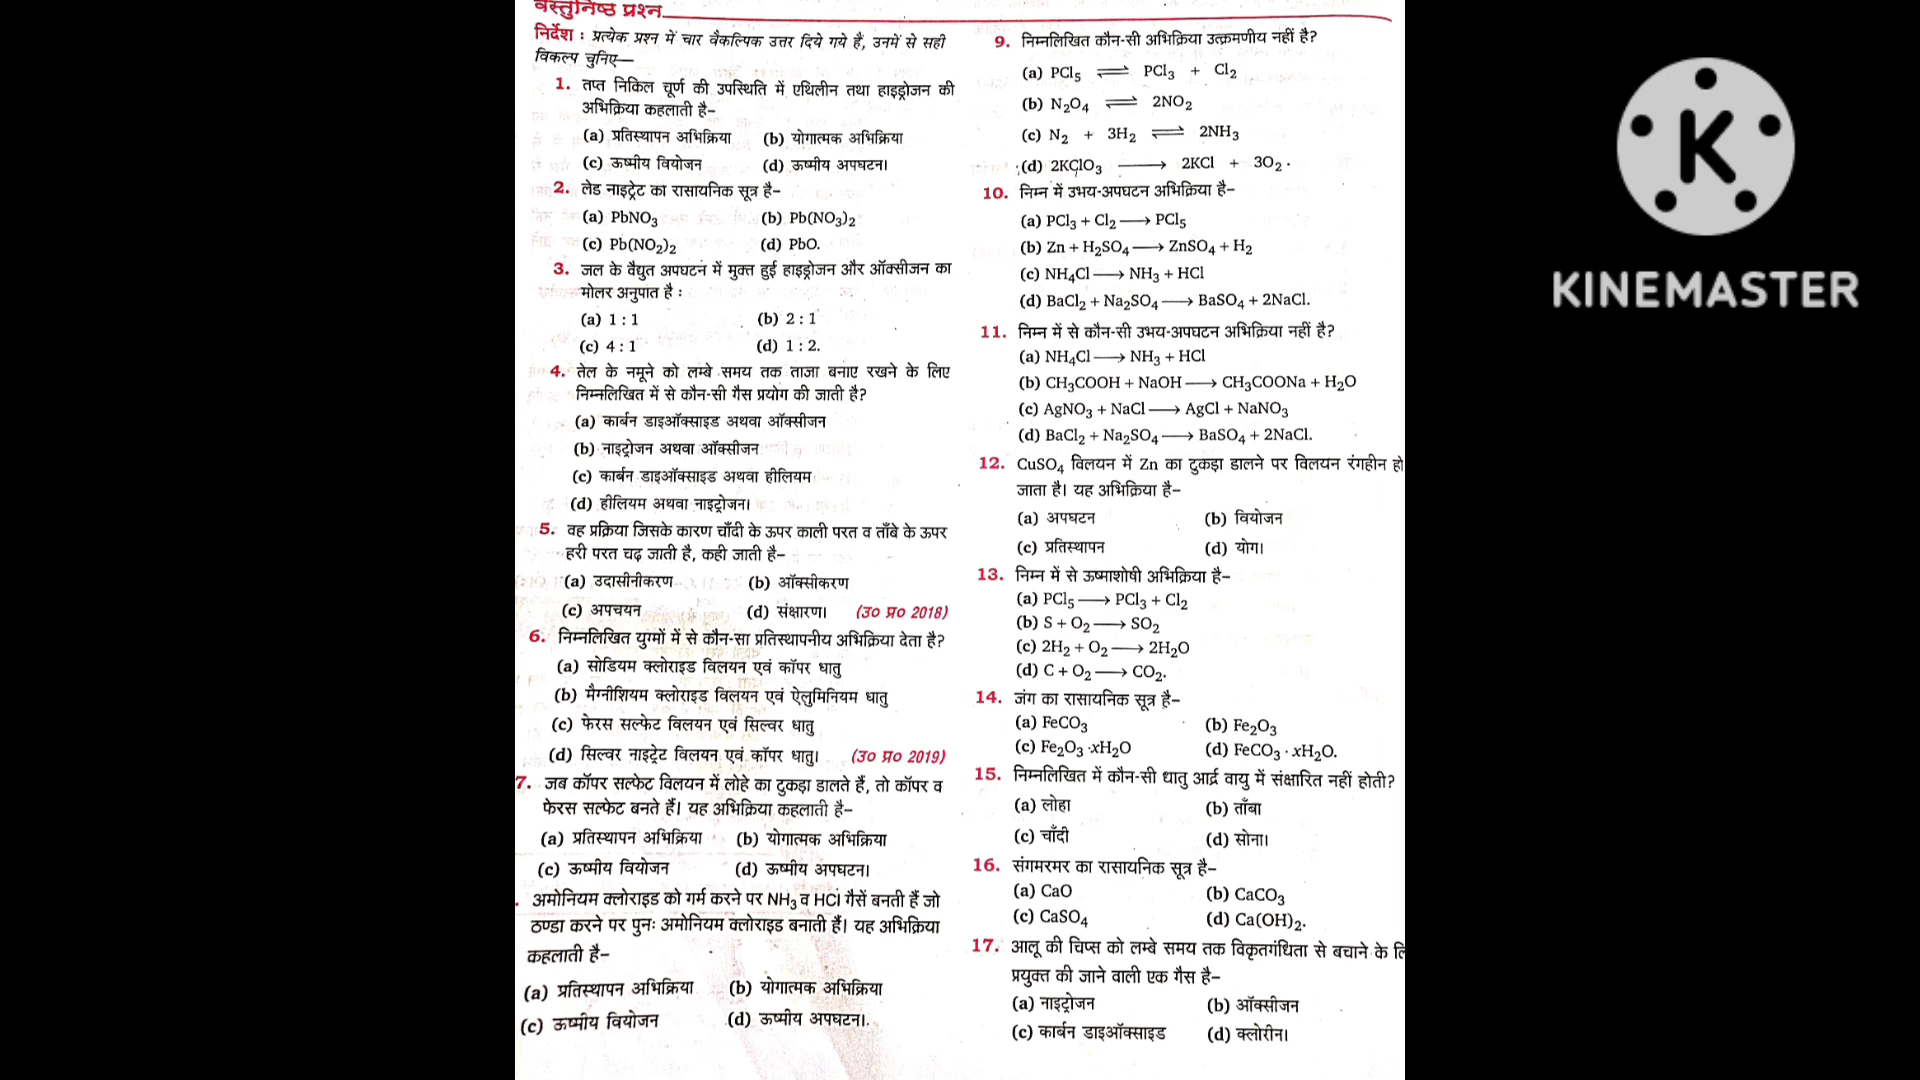 वस्तुनिष्ठ प्रश्न
निर्देश : प्रत्येक प्रश्न में चार वैकल्पिक उत्तर दिये गये हैं, उनमें से सही
विकल्प चुनिए—
1. तप्त निकिल चूर्ण की उपस्थिति में एथिलीन तथा हाइड्रोजन की
अभिक्रिया कहलाती है–
(a) प्रतिस्थापन अभिक्रिया (b) योगात्मक अभिक्रिया
(c) ऊष्मीय वियोजन (d) ऊष्मीय अपघटन।
2. लेड नाइट्रेट का रासायनिक सूत्र है–
(a) PbNO₃ (b) Pb(NO₃)₂
(c) Pb(NO₂)₂ (d) PbO.
3. जल के वैद्युत अपघटन में मुक्त हुई हाइड्रोजन और ऑक्सीजन का
मोलर अनुपात है :
(a) 1 : 1 (b) 2 : 1
(c) 4 : 1 (d) 1 : 2.
4. तेल के नमूने को लम्बे समय तक ताजा बनाए रखने के लिए
निम्नलिखित में से कौन-सी गैस प्रयोग की जाती है?
(a) कार्बन डाइऑक्साइड अथवा ऑक्सीजन
(b) नाइट्रोजन अथवा ऑक्सीजन
(c) कार्बन डाइऑक्साइड अथवा हीलियम
(d) हीलियम अथवा नाइट्रोजन।
5. वह प्रक्रिया जिसके कारण चाँदी के ऊपर काली परत व ताँबे के ऊपर
हरी परत चढ़ जाती है, कही जाती है–
(a) उदासीनीकरण (b) ऑक्सीकरण
(c) अपचयन (d) संक्षारण। (उ० प्र० 2018)
6. निम्नलिखित युग्मों में से कौन-सा प्रतिस्थापनीय अभिक्रिया देता है?
(a) सोडियम क्लोराइड विलयन एवं कॉपर धातु
(b) मैग्नीशियम क्लोराइड विलयन एवं ऐलुमिनियम धातु
(c) फेरस सल्फेट विलयन एवं सिल्वर धातु
(d) सिल्वर नाइट्रेट विलयन एवं कॉपर धातु। (उ० प्र० 2019)
7. जब कॉपर सल्फेट विलयन में लोहे का टुकड़ा डालते हैं, तो कॉपर व
फेरस सल्फेट बनते हैं। यह अभिक्रिया कहलाती है–
(a) प्रतिस्थापन अभिक्रिया (b) योगात्मक अभिक्रिया
(c) ऊष्मीय वियोजन (d) ऊष्मीय अपघटन।
. अमोनियम क्लोराइड को गर्म करने पर NH₃ व HCl गैसें बनती हैं जो
ठण्डा करने पर पुनः अमोनियम क्लोराइड बनाती हैं। यह अभिक्रिया
कहलाती है–
(a) प्रतिस्थापन अभिक्रिया (b) योगात्मक अभिक्रिया
(c) ऊष्मीय वियोजन (d) ऊष्मीय अपघटन।
9. निम्नलिखित कौन-सी अभिक्रिया उत्क्रमणीय नहीं है?
(a) PCl₅ ⇌ PCl₃ + Cl₂
(b) N₂O₄ ⇌ 2NO₂
(c) N₂ + 3H₂ ⇌ 2NH₃
(d) 2KClO₃ ⟶ 2KCl + 3O₂.
10. निम्न में उभय-अपघटन अभिक्रिया है–
(a) PCl₃ + Cl₂ ⟶ PCl₅
(b) Zn + H₂SO₄ ⟶ ZnSO₄ + H₂
(c) NH₄Cl ⟶ NH₃ + HCl
(d) BaCl₂ + Na₂SO₄ ⟶ BaSO₄ + 2NaCl.
11. निम्न में से कौन-सी उभय-अपघटन अभिक्रिया नहीं है?
(a) NH₄Cl ⟶ NH₃ + HCl
(b) CH₃COOH + NaOH ⟶ CH₃COONa + H₂O
(c) AgNO₃ + NaCl ⟶ AgCl + NaNO₃
(d) BaCl₂ + Na₂SO₄ ⟶ BaSO₄ + 2NaCl.
12. CuSO₄ विलयन में Zn का टुकड़ा डालने पर विलयन रंगहीन हो
जाता है। यह अभिक्रिया है–
(a) अपघटन (b) वियोजन
(c) प्रतिस्थापन (d) योग।
13. निम्न में से ऊष्माशोषी अभिक्रिया है–
(a) PCl₅ ⟶ PCl₃ + Cl₂
(b) S + O₂ ⟶ SO₂
(c) 2H₂ + O₂ ⟶ 2H₂O
(d) C + O₂ ⟶ CO₂.
14. जंग का रासायनिक सूत्र है–
(a) FeCO₃ (b) Fe₂O₃
(c) Fe₂O₃·xH₂O (d) FeCO₃·xH₂O.
15. निम्नलिखित में कौन-सी धातु आर्द्र वायु में संक्षारित नहीं होती?
(a) लोहा (b) ताँबा
(c) चाँदी (d) सोना।
16. संगमरमर का रासायनिक सूत्र है–
(a) CaO (b) CaCO₃
(c) CaSO₄ (d) Ca(OH)₂.
17. आलू की चिप्स को लम्बे समय तक विकृतगंधिता से बचाने के
प्रयुक्त की जाने वाली एक गैस है–
(a) नाइट्रोजन (b) ऑक्सीजन
(c) कार्बन डाइऑक्साइड (d) क्लोरीन।
K
KINEMASTER